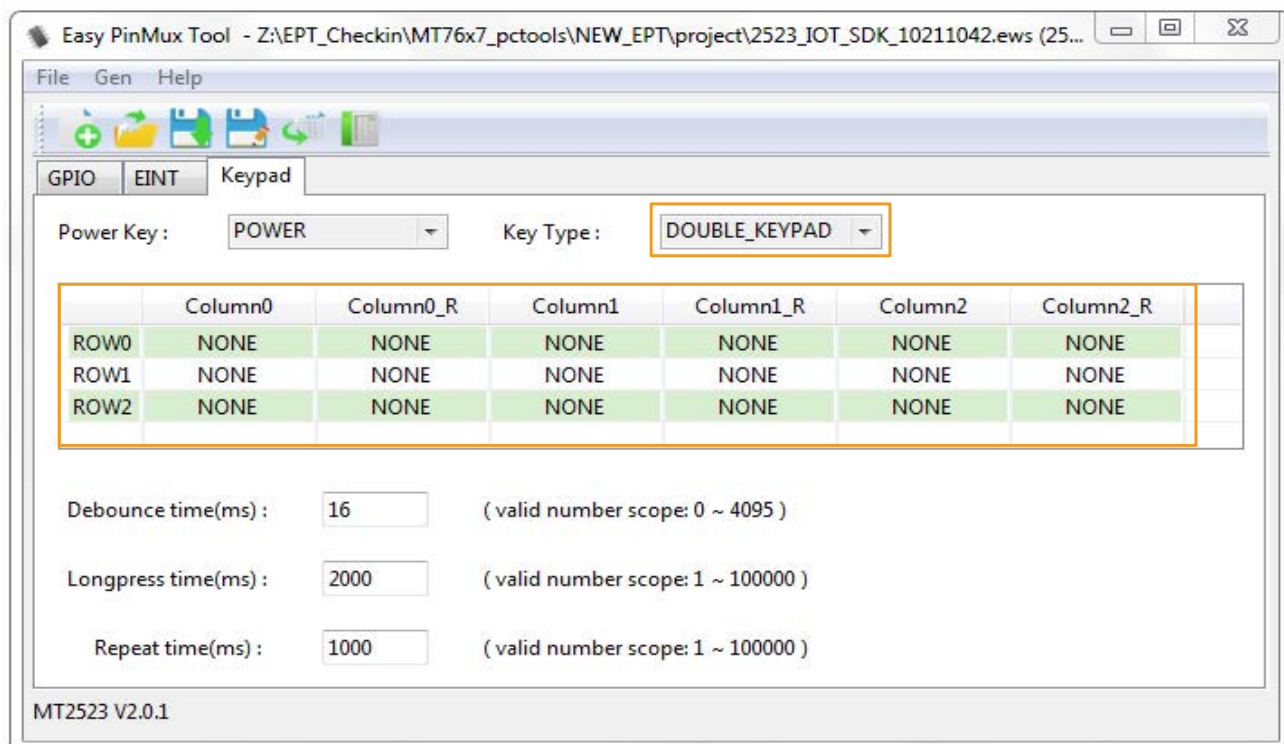 Easy PinMux Tool - Z:\EPT_Checkin\MT76x7_pctools\NEW_EPT\project\2523_IOT_SDK_10211042.ews (25...
File Gen Help
GPIO EINT Keypad
Power Key : POWER Key Type : DOUBLE_KEYPAD
Column0 Column0_R Column1 Column1_R Column2 Column2_R
ROW0 NONE NONE NONE NONE NONE NONE
ROW1 NONE NONE NONE NONE NONE NONE
ROW2 NONE NONE NONE NONE NONE NONE
Debounce time(ms) : 16 ( valid number scope: 0 ~ 4095 )
Longpress time(ms) : 2000 ( valid number scope: 1 ~ 100000 )
Repeat time(ms) : 1000 ( valid number scope: 1 ~ 100000 )
MT2523 V2.0.1